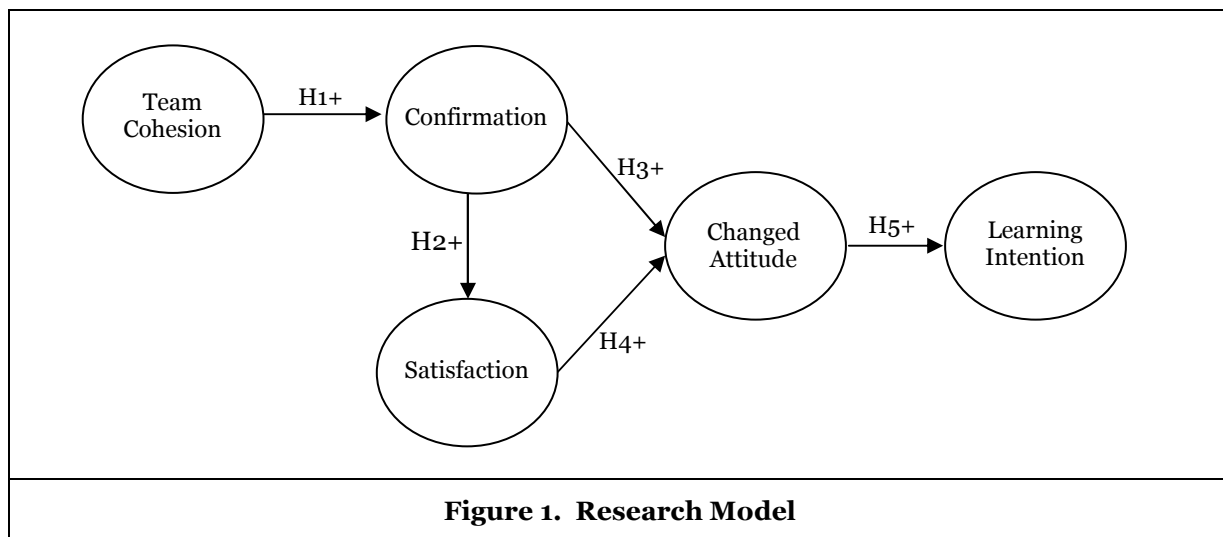 Team
Cohesion
H1+
Confirmation
H3+
H2+
Changed
Attitude
H5+
Learning
Intention
Satisfaction
H4+
Figure 1. Research Model